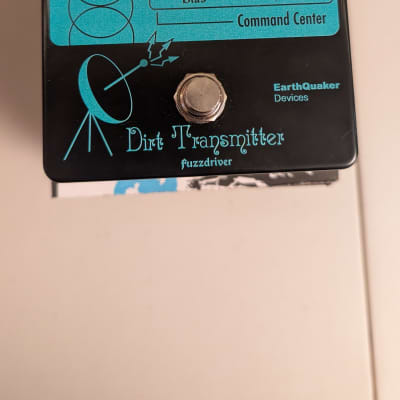 Bias
Command Center
EarthQuaker
Devices
Dirt Transmitter
fuzzdriver